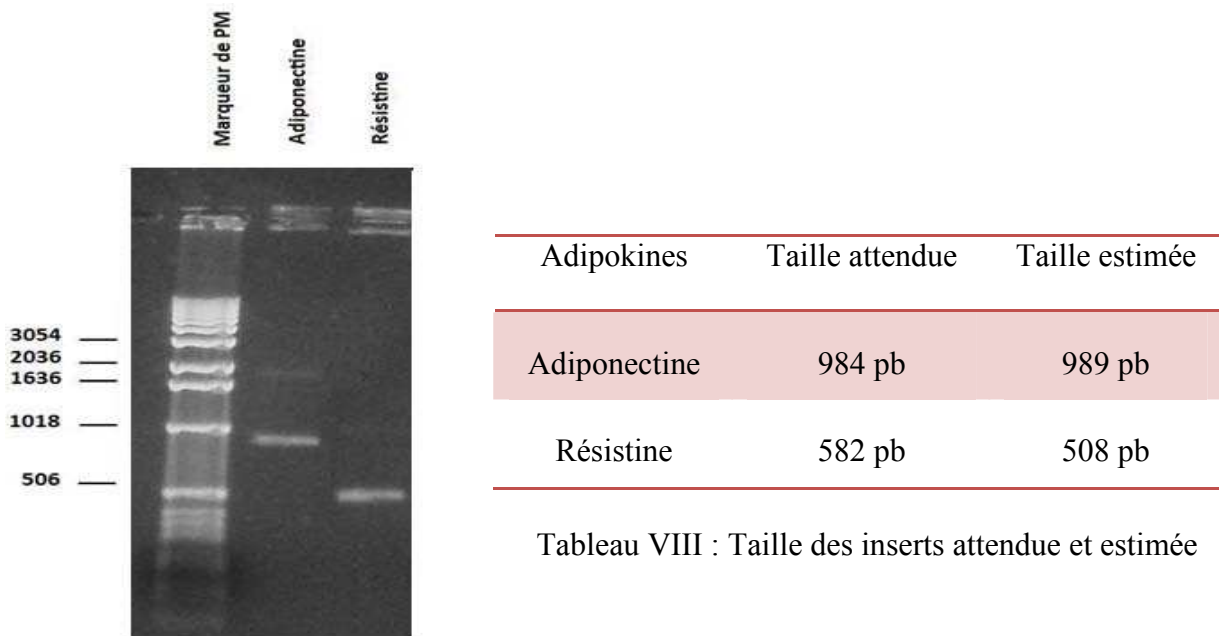 Marqueur de PM
Adiponectine
Résistine
3054
2036
1636
1018
506
Adipokines Taille attendue Taille estimée
Adiponectine 984 pb 989 pb
Résistine 582 pb 508 pb
Tableau VIII : Taille des inserts attendue et estimée